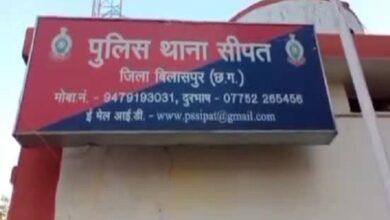 पुलिस थाना सीपत
जिला बिलासपुर (छ.ग.)
मोबा.नं. - 9479193031, दुरभाष - 07752 265456
ई मेल आई.डी. - www.pssipat@gmail.com